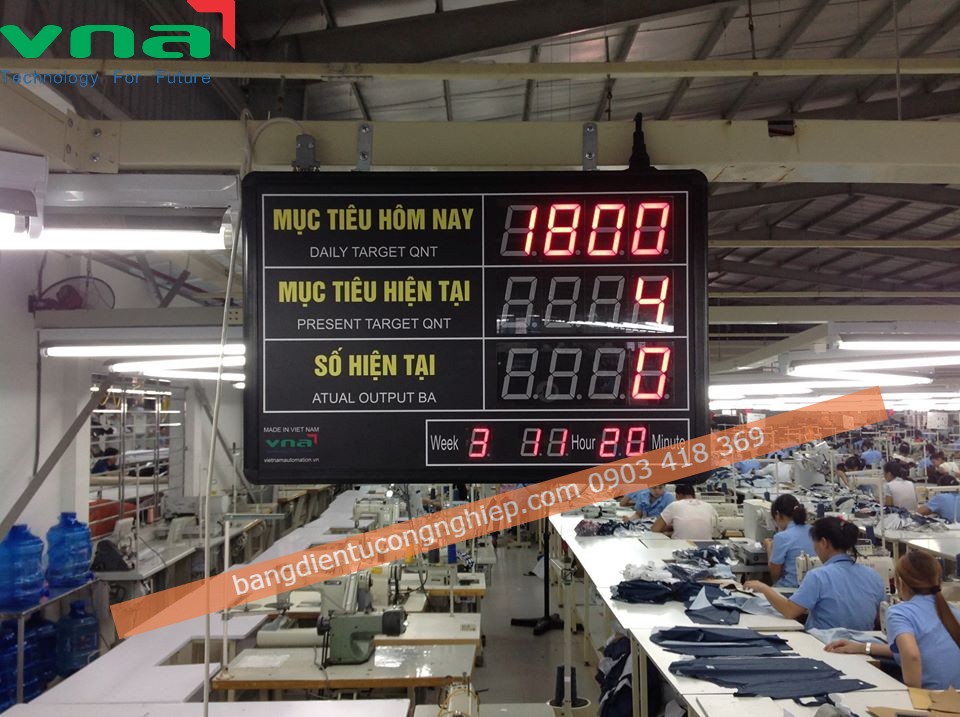 vna
Technology For Future
MỤC TIÊU HÔM NAY
DAILY TARGET QNT
1800
MỤC TIÊU HIỆN TẠI
PRESENT TARGET QNT
4
SỐ HIỆN TẠI
ATUAL OUTPUT BA
0
MADE IN VIET NAM
vna
vietnamautomation.vn
Week 3 11 Hour 20 Minute
bangdientucongnghiep.com 0903 418 369